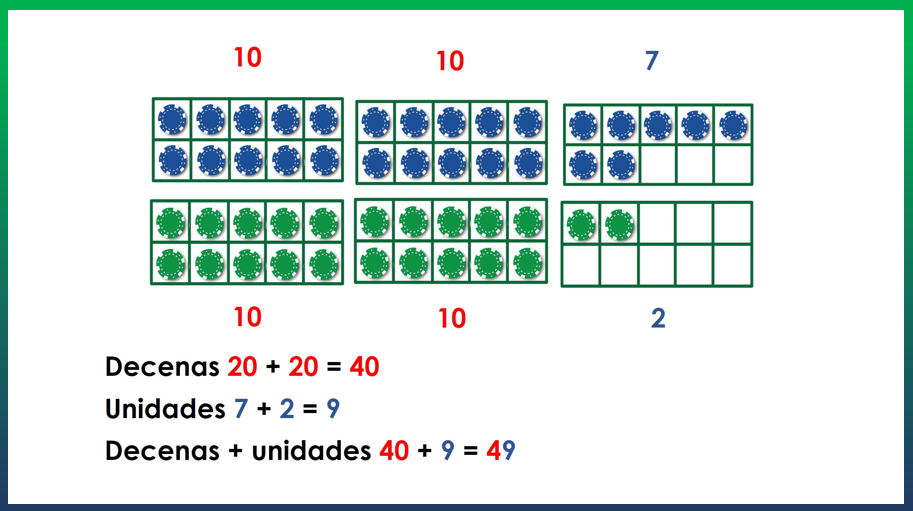 10 10 7
10 10 2
Decenas 20 + 20 = 40
Unidades 7 + 2 = 9
Decenas + unidades 40 + 9 = 49